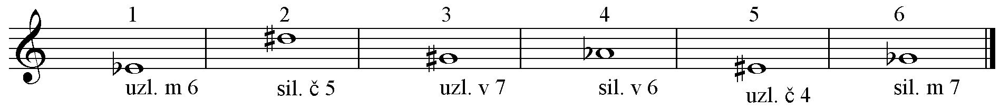 1 2 3 4 5 6
uzl. m 6 sil. č 5 uzl. v 7 sil. v 6 uzl. č 4 sil. m 7